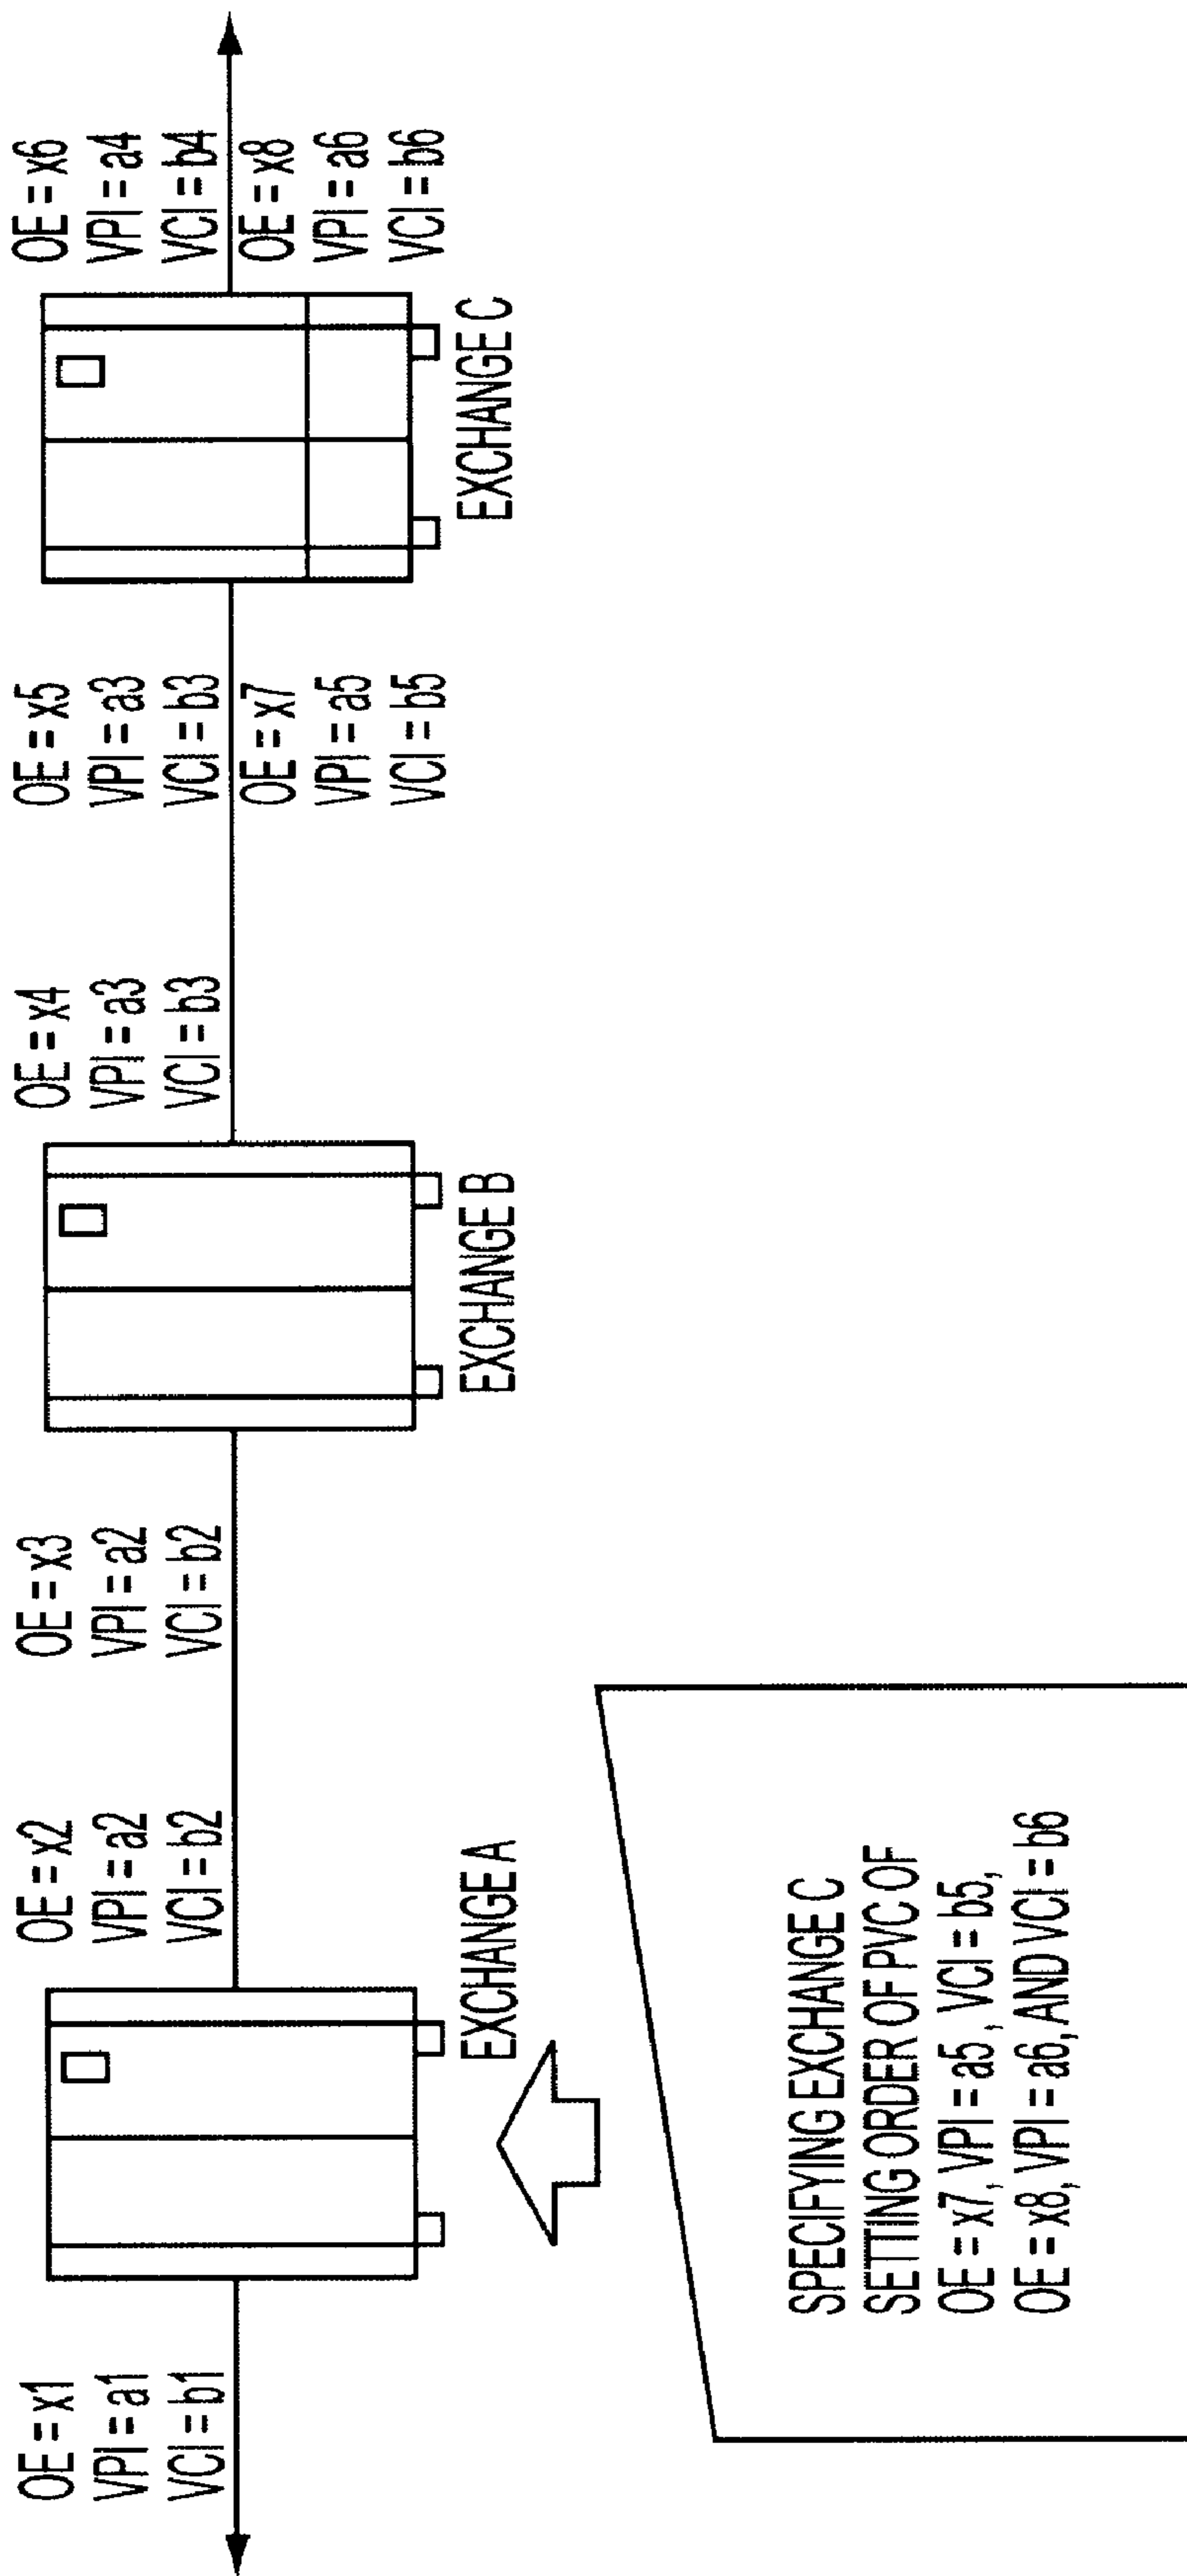 OE = x1
VPI = a1
VCI = b1
OE = x2
VPI = a2
VCI = b2
OE = x3
VPI = a2
VCI = b2
OE = x4
VPI = a3
VCI = b3
OE = x5
VPI = a3
VCI = b3
OE = x7
VPI = a5
VCI = b5
OE = x6
VPI = a4
VCI = b4
OE = x8
VPI = a6
VCI = b6
EXCHANGE A
EXCHANGE B
EXCHANGE C
SPECIFYING EXCHANGE C
SETTING ORDER OF PVC OF
OE = x7, VPI = a5, VCI = b5,
OE = x8, VPI = a6, AND VCI = b6